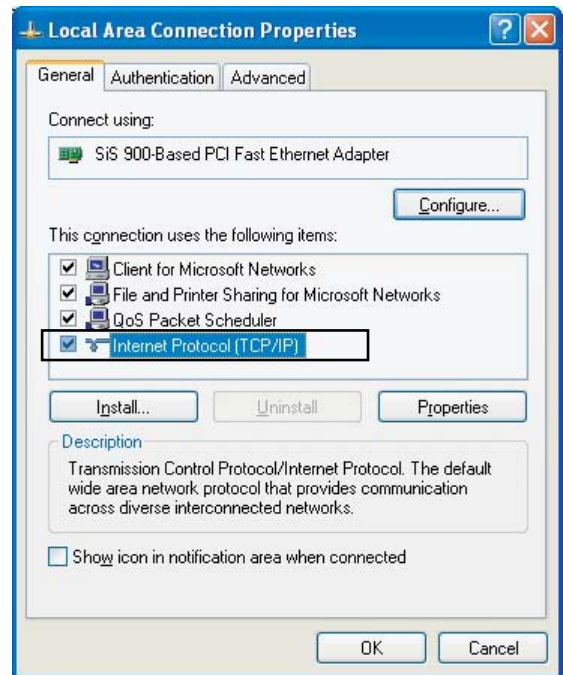 Local Area Connection Properties
General Authentication Advanced
Connect using:
SiS 900-Based PCI Fast Ethernet Adapter
Configure...
This connection uses the following items:
Client for Microsoft Networks
File and Printer Sharing for Microsoft Networks
QoS Packet Scheduler
Internet Protocol (TCP/IP)
Install... Uninstall Properties
Description
Transmission Control Protocol/Internet Protocol. The default
wide area network protocol that provides communication
across diverse interconnected networks.
Show icon in notification area when connected
OK Cancel